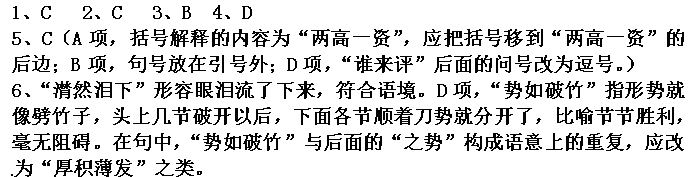 1、C 2、C 3、B 4、D
5、C（A 项，括号解释的内容为“两高一资”，应把括号移到“两高一资”的
后边；B 项，句号放在引号外；D 项，“谁来评”后面的问号改为逗号。）
6、“潸然泪下”形容眼泪流了下来，符合语境。D 项，“势如破竹”指形势就
像劈竹子，头上几节破开以后，下面各节顺着刀势就分开了，比喻节节胜利，
毫无阻碍。在句中，“势如破竹”与后面的“之势”构成语意上的重复，应改
为“厚积薄发”之类。